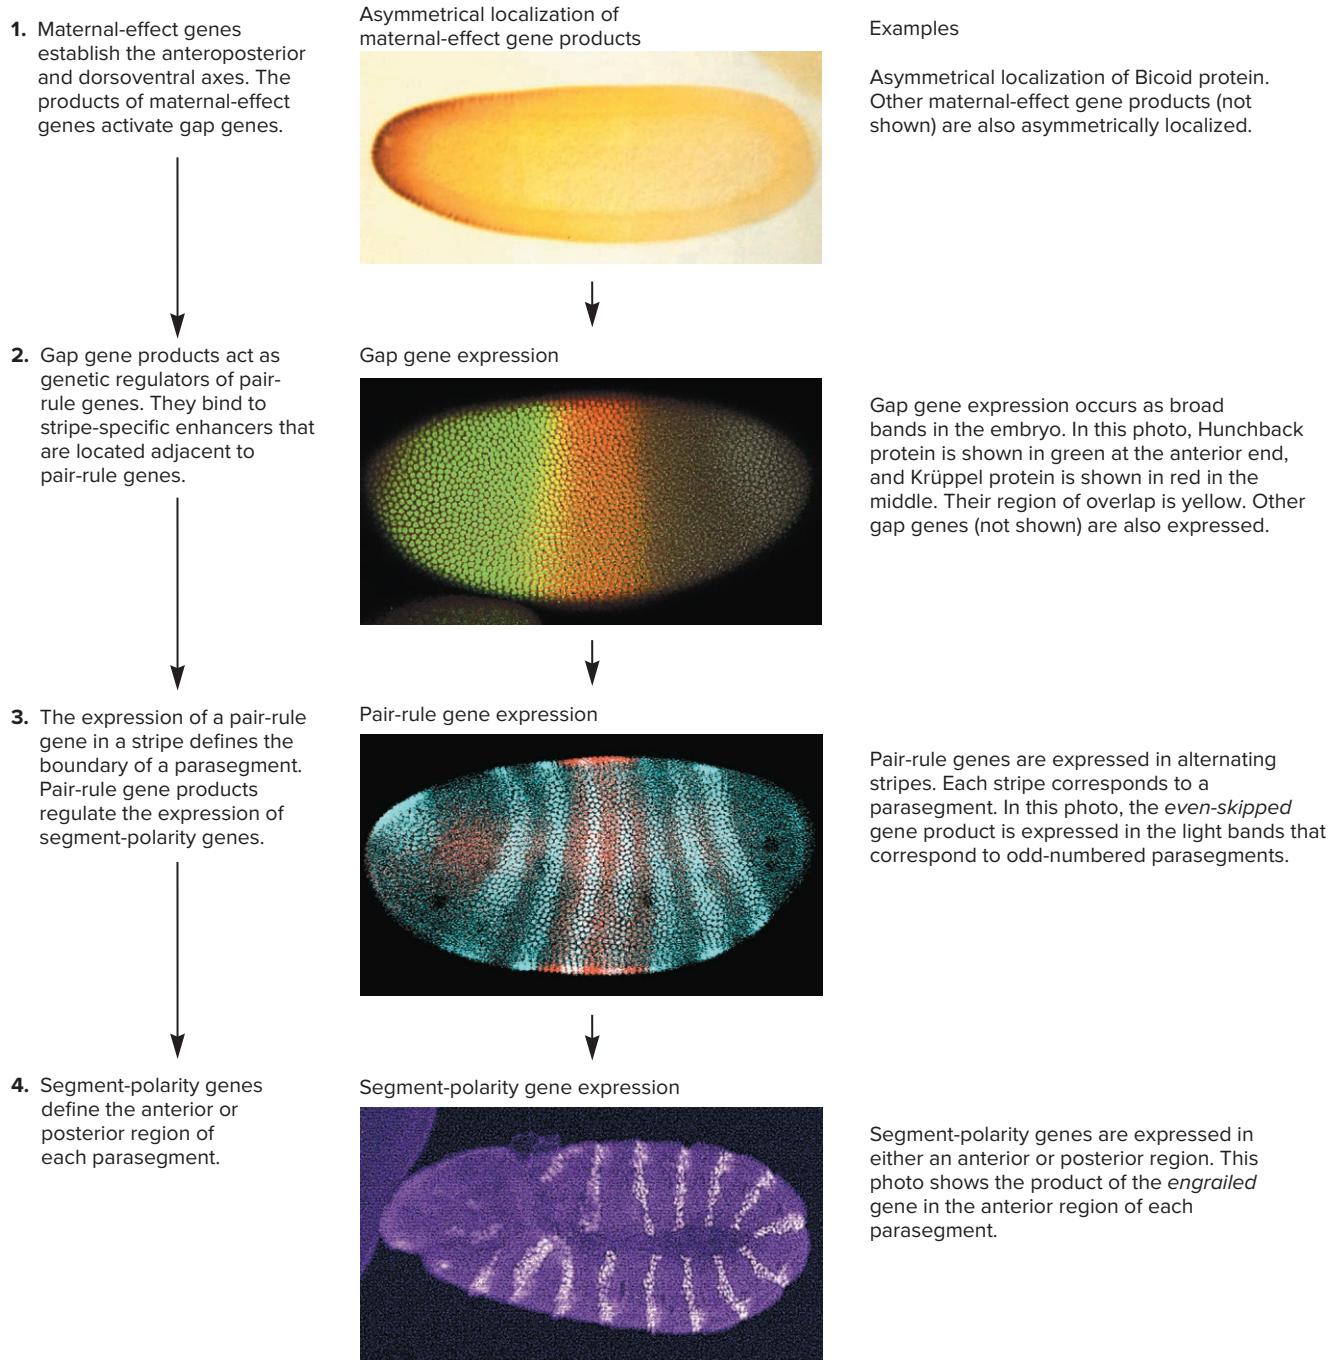 1. Maternal-effect genes
establish the anteroposterior
and dorsoventral axes. The
products of maternal-effect
genes activate gap genes.
Asymmetrical localization of
maternal-effect gene products
Examples
Asymmetrical localization of Bicoid protein.
Other maternal-effect gene products (not
shown) are also asymmetrically localized.
2. Gap gene products act as
genetic regulators of pair-
rule genes. They bind to
stripe-specific enhancers that
are located adjacent to
pair-rule genes.
Gap gene expression
Gap gene expression occurs as broad
bands in the embryo. In this photo, Hunchback
protein is shown in green at the anterior end,
and Krüppel protein is shown in red in the
middle. Their region of overlap is yellow. Other
gap genes (not shown) are also expressed.
3. The expression of a pair-rule
gene in a stripe defines the
boundary of a parasegment.
Pair-rule gene products
regulate the expression of
segment-polarity genes.
Pair-rule gene expression
Pair-rule genes are expressed in alternating
stripes. Each stripe corresponds to a
parasegment. In this photo, the even-skipped
gene product is expressed in the light bands that
correspond to odd-numbered parasegments.
4. Segment-polarity genes
define the anterior or
posterior region of
each parasegment.
Segment-polarity gene expression
Segment-polarity genes are expressed in
either an anterior or posterior region. This
photo shows the product of the engrailed
gene in the anterior region of each
parasegment.